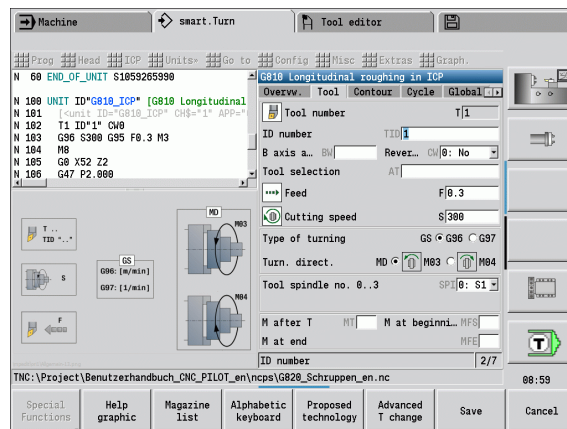 Machine
smart.Turn
Tool editor
Prog Head ICP Units» Go to Config Misc Extras Graph.
N 60 END_OF_UNIT S1059265990
N 100 UNIT ID"G810_ICP" [G810 Longitudinal
N 101 [<unit ID="G810_ICP" CH$="1" APP="
N 102 T1 ID"1" CW0
N 103 G96 S300 G95 F0.3 M3
N 104 M8
N 105 G0 X52 Z2
N 106 G47 P2.000
T ..
TID ".."
S
F
GS
G96: [m/min]
G97: [1/min]
MD
M03
M04
G810 Longitudinal roughing in ICP
Overvw. Tool Contour Cycle Global
Tool number T 1
ID number TID 1
B axis a… BW Rever… CW 0: No
Tool selection AT
Feed F 0.3
Cutting speed S 300
Type of turning GS G96 G97
Turn. direct. MD M03 M04
Tool spindle no. 0..3 SPI 0: S1
M after T MT M at beginni… MFS
M at end MFE
ID number 2/7
T
TNC:\Project\Benutzerhandbuch_CNC_PILOT_en\ncps\G820_Schruppen_en.nc
08:59
Special Functions
Help graphic
Magazine list
Alphabetic keyboard
Proposed technology
Advanced T change
Save
Cancel